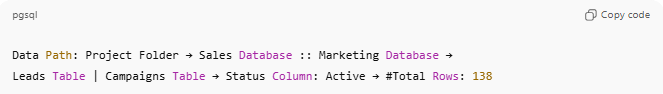 pgsql
Copy code
Data Path: Project Folder → Sales Database :: Marketing Database →
Leads Table | Campaigns Table → Status Column: Active → #Total Rows: 138